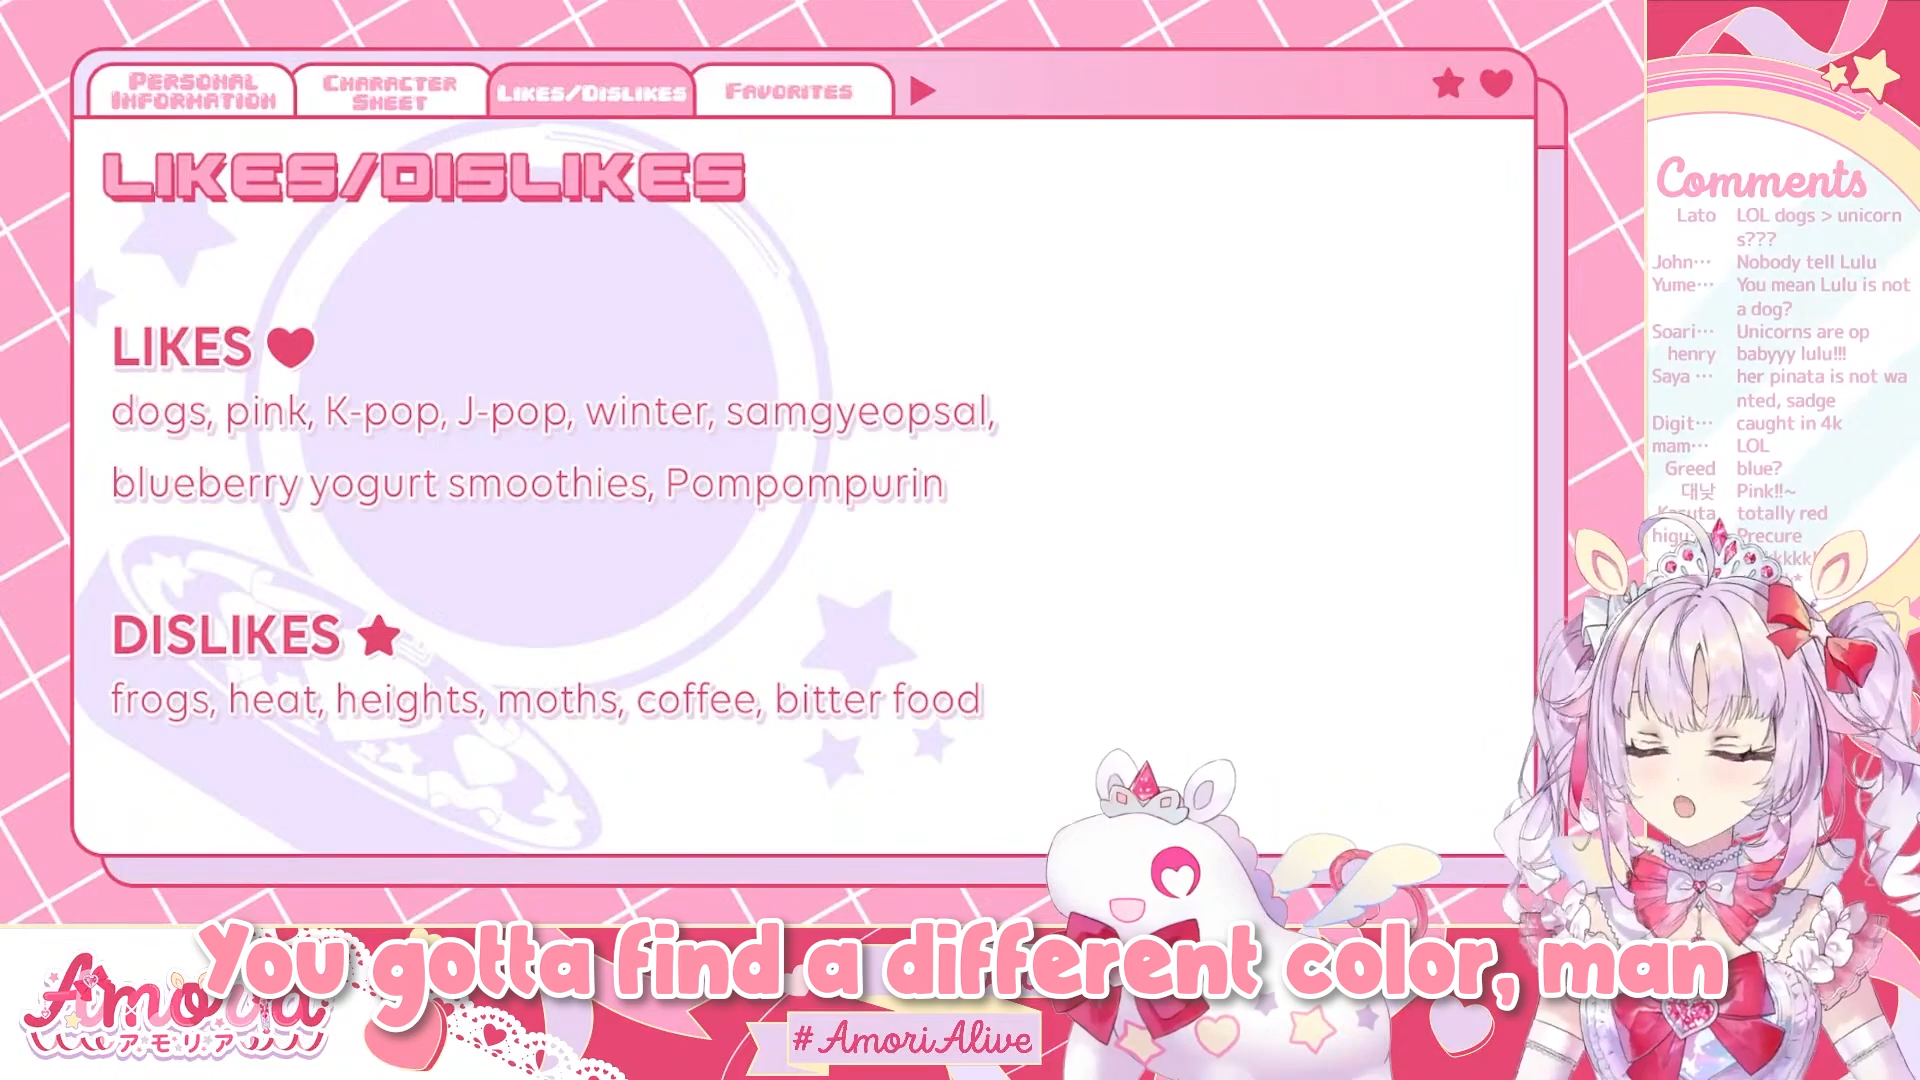 PERSONAL
INFORMATION
CHARACTER
SHEET
LIKES/DISLIKES
FAVORITES
LIKES/DISLIKES
LIKES
dogs, pink, K-pop, J-pop, winter, samgyeopsal,
blueberry yogurt smoothies, Pompompurin
DISLIKES
frogs, heat, heights, moths, coffee, bitter food
Comments
Lato LOL dogs > unicorn
s???
John… Nobody tell Lulu
Yume… You mean Lulu is not
a dog?
Soari… Unicorns are op
henry babyyy lulu!!!
Saya … her pinata is not wa
nted, sadge
Digit… caught in 4k
mam… LOL
Greed blue?
대낮 Pink!!~
totally red
Precure
You gotta find a different color, man
Amoria
アモリア
#AmoriAlive